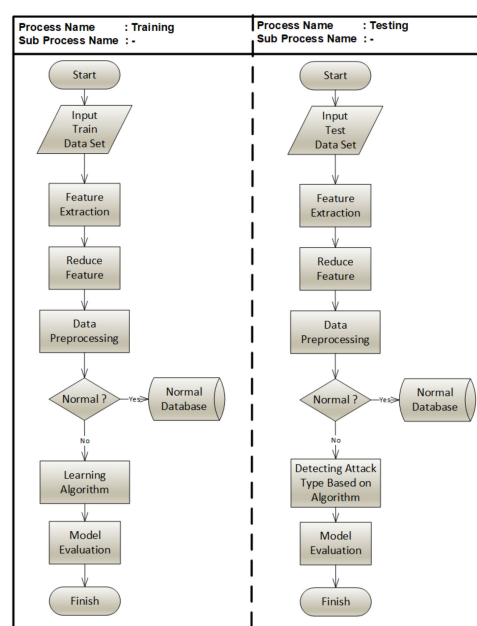 Process Name : Training
Sub Process Name : -
Start
Input
Train
Data Set
Feature
Extraction
Reduce
Feature
Data
Preprocessing
Normal ?
Yes
Normal
Database
No
Learning
Algorithm
Model
Evaluation
Finish
Process Name : Testing
Sub Process Name : -
Start
Input
Test
Data Set
Feature
Extraction
Reduce
Feature
Data
Preprocessing
Normal ?
Yes
Normal
Database
No
Detecting Attack
Type Based on
Algorithm
Model
Evaluation
Finish